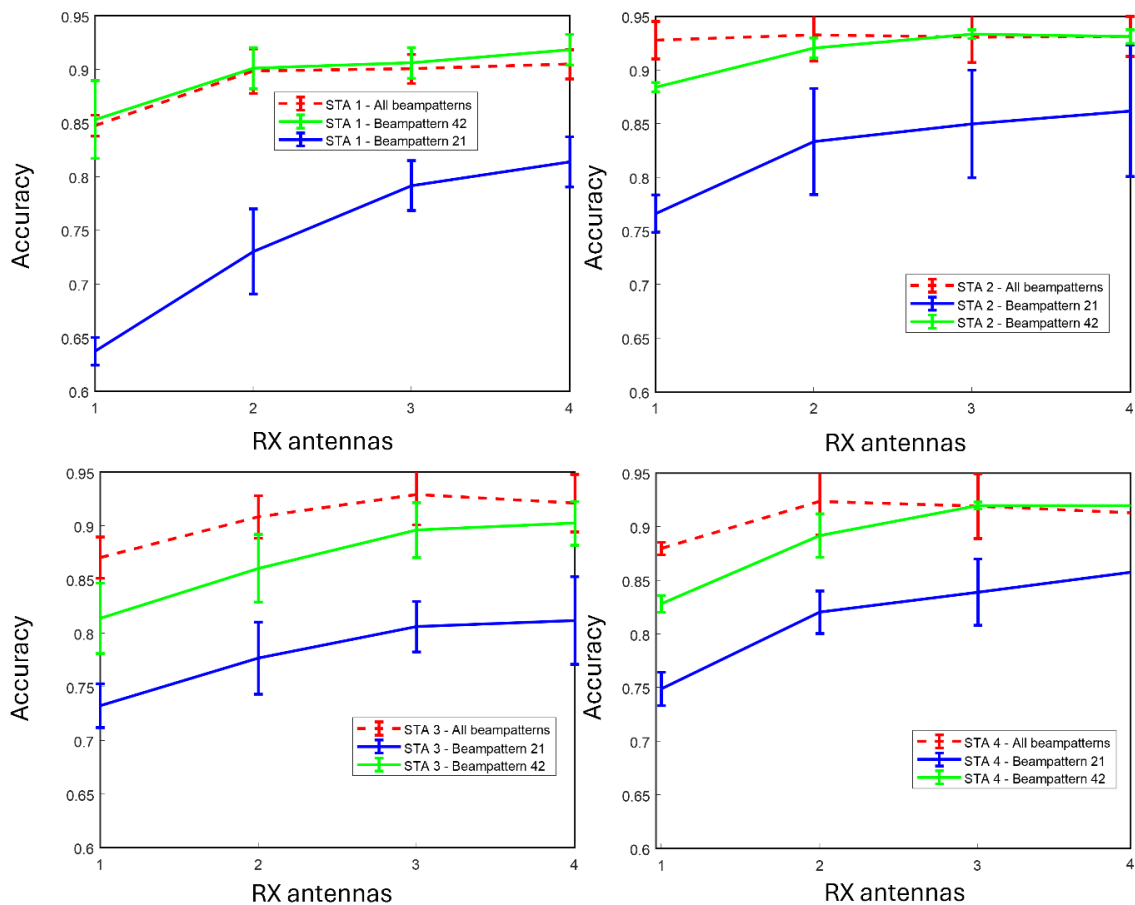 0.95
0.9
0.85
0.8
0.75
0.7
0.65
0.6
Accuracy
STA 1 - All beampatterns
STA 1 - Beampattern 42
STA 1 - Beampattern 21
1 2 3 4
RX antennas
0.95
0.9
0.85
0.8
0.75
0.7
0.65
0.6
Accuracy
STA 2 - All beampatterns
STA 2 - Beampattern 21
STA 2 - Beampattern 42
1 2 3 4
RX antennas
0.95
0.9
0.85
0.8
0.75
0.7
0.65
0.6
Accuracy
STA 3 - All beampatterns
STA 3 - Beampattern 21
STA 3 - Beampattern 42
1 2 3 4
RX antennas
0.95
0.9
0.85
0.8
0.75
0.7
0.65
0.6
Accuracy
STA 4 - All beampatterns
STA 4 - Beampattern 21
STA 4 - Beampattern 42
1 2 3 4
RX antennas